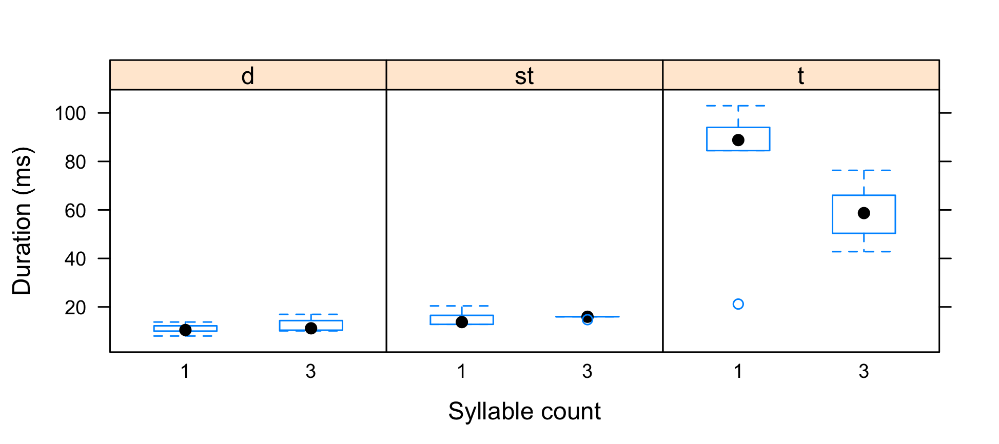 d st t
100
80
60
40
20
Duration (ms)
1 3 1 3 1 3
Syllable count